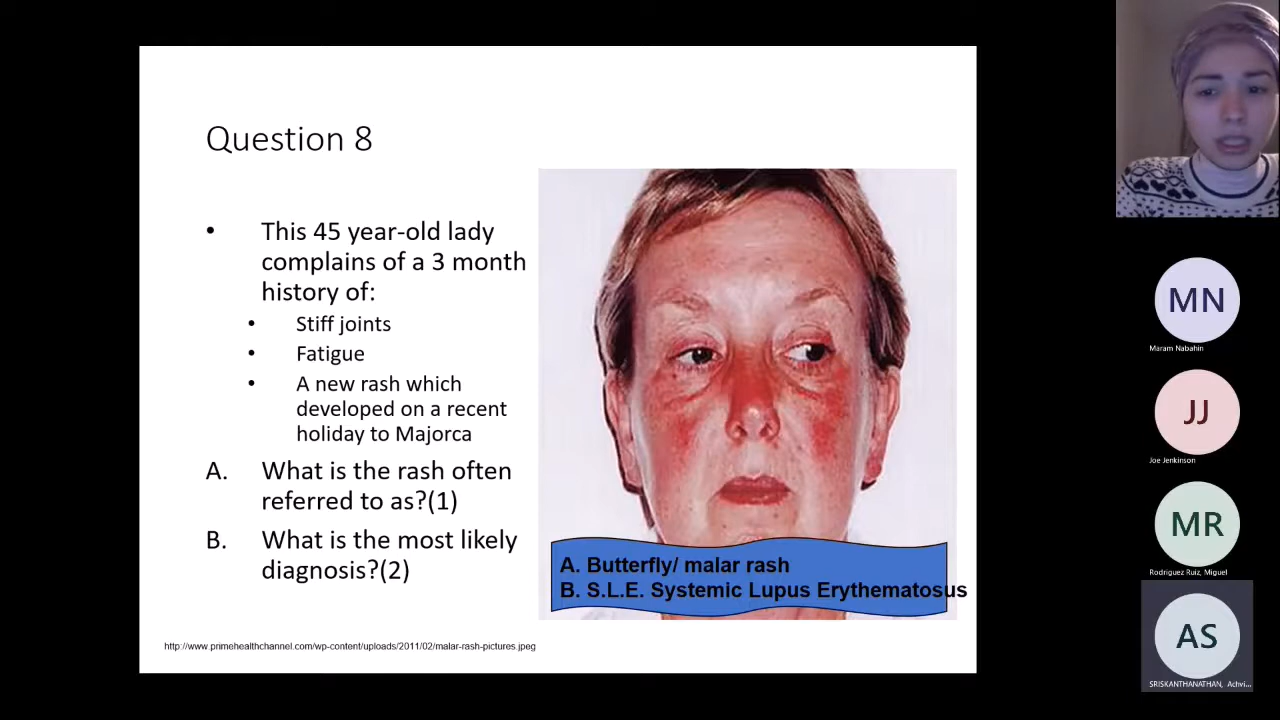 Question 8
• This 45 year-old lady
complains of a 3 month
history of:
• Stiff joints
• Fatigue
• A new rash which
developed on a recent
holiday to Majorca
A. What is the rash often
referred to as?(1)
B. What is the most likely
diagnosis?(2)
A. Butterfly/ malar rash
B. S.L.E. Systemic Lupus Erythematosus
http://www.primehealthchannel.com/wp-content/uploads/2011/02/malar-rash-pictures.jpeg
MN
Maram Nabahin
JJ
Joe Jenkinson
MR
Rodriguez Ruiz, Miguel
AS
SRISKANTHANATHAN, Achvi...